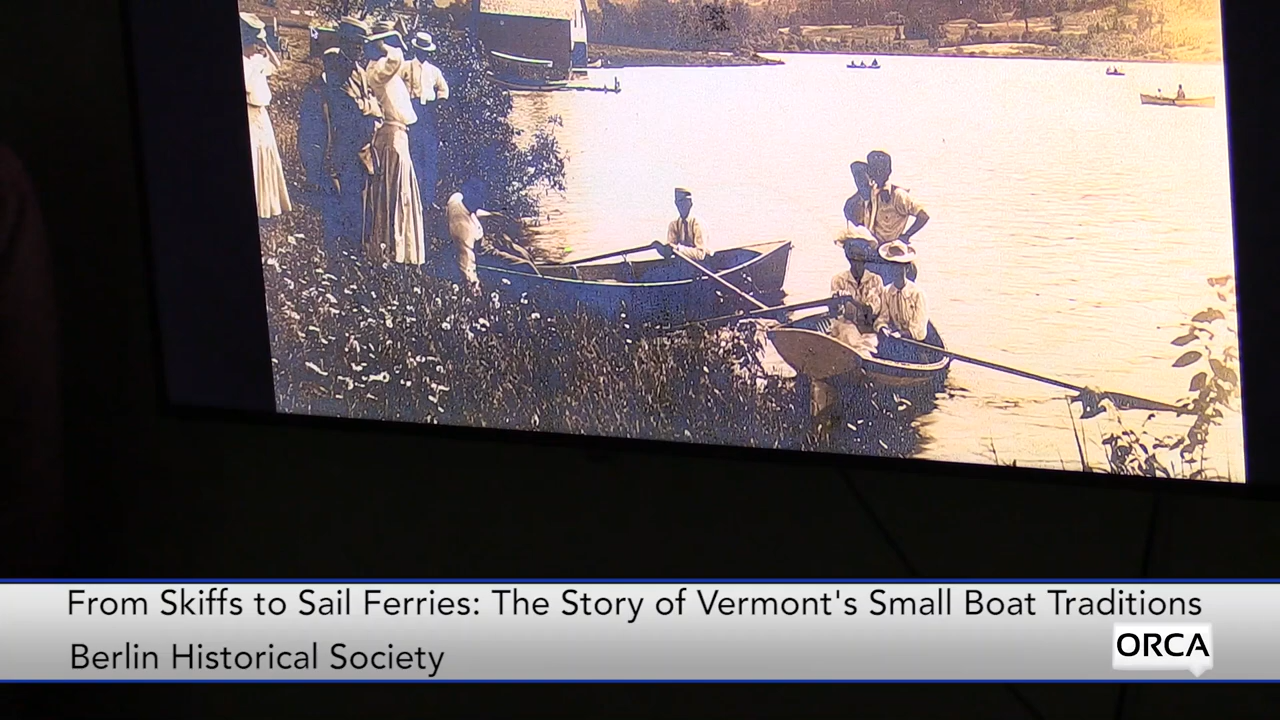 From Skiffs to Sail Ferries: The Story of Vermont's Small Boat Traditions
Berlin Historical Society
ORCA